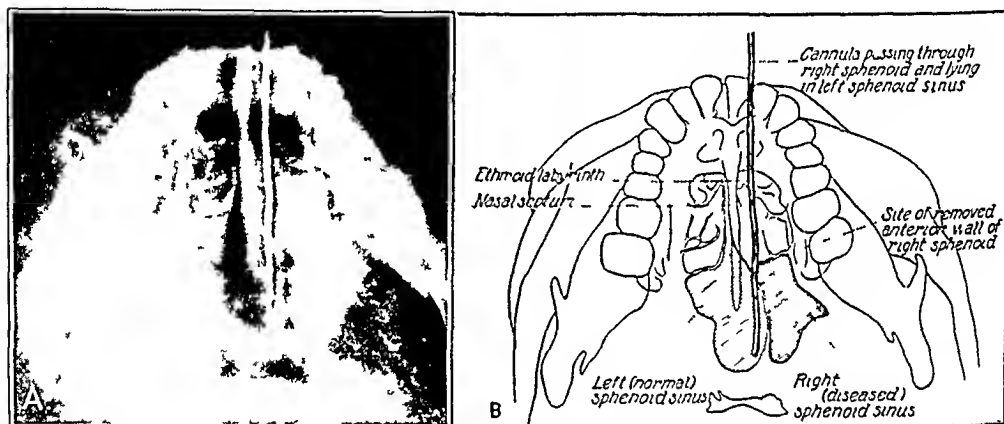 A
B
Cannula passing through
right sphenoid and lying
in left sphenoid sinus
Ethmoid labyrinth
Nasal septum
Site of removed
anterior wall of
right sphenoid
Left (normal)
sphenoid sinus
Right
(diseased)
sphenoid sinus